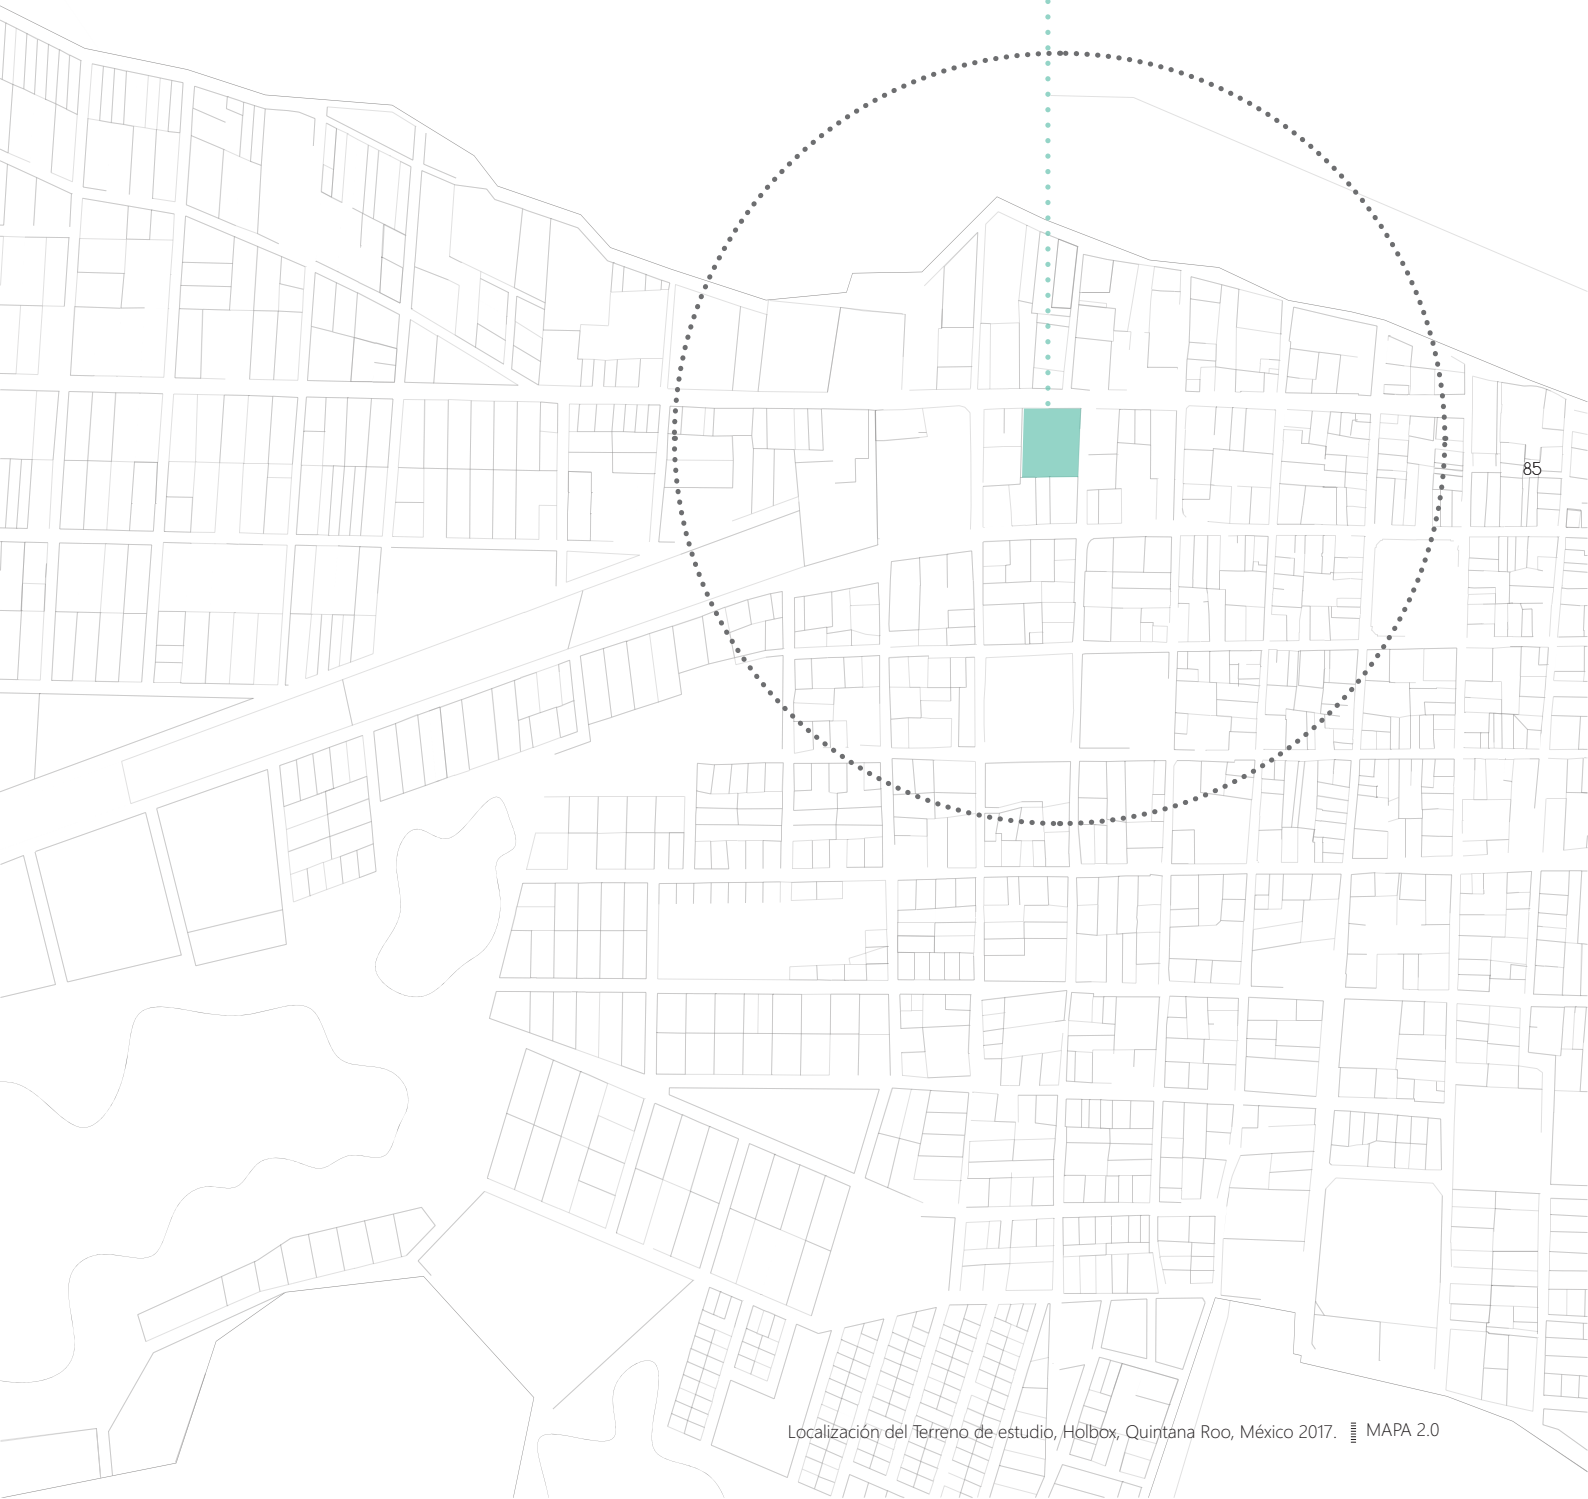 85
Localización del Terreno de estudio, Holbox, Quintana Roo, México 2017. MAPA 2.0